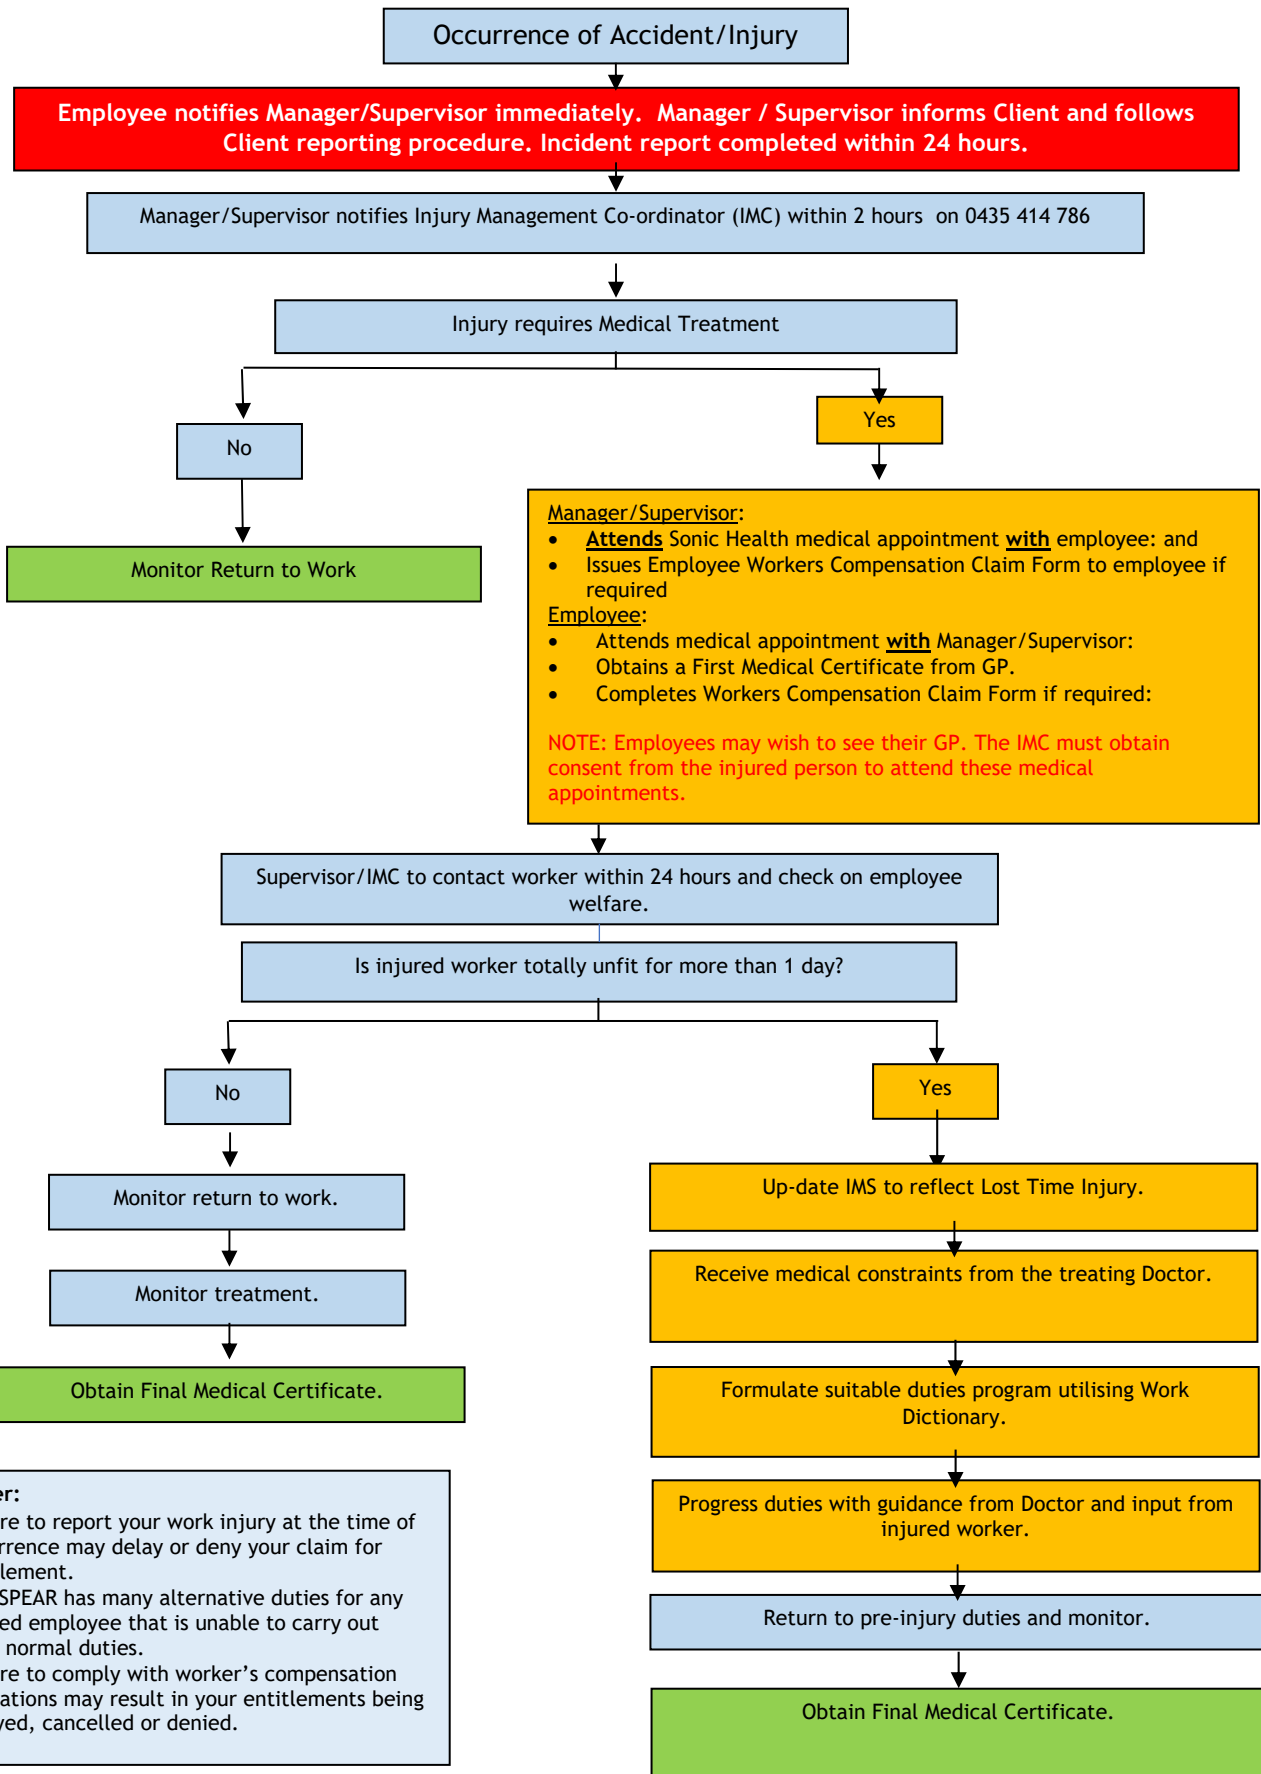 Occurrence of Accident/Injury
Employee notifies Manager/Supervisor immediately.  Manager / Supervisor informs Client and follows
Client reporting procedure. Incident report completed within 24 hours.
Manager/Supervisor notifies Injury Management Co-ordinator (IMC) within 2 hours  on 0435 414 786
Injury requires Medical Treatment
No
Yes
Monitor Return to Work
Manager/Supervisor:
• Attends Sonic Health medical appointment with employee: and
• Issues Employee Workers Compensation Claim Form to employee if
required
Employee:
• Attends medical appointment with Manager/Supervisor:
• Obtains a First Medical Certificate from GP.
• Completes Workers Compensation Claim Form if required:
NOTE: Employees may wish to see their GP. The IMC must obtain
consent from the injured person to attend these medical
appointments.
Supervisor/IMC to contact worker within 24 hours and check on employee
welfare.
Is injured worker totally unfit for more than 1 day?
No
Yes
Monitor return to work.
Monitor treatment.
Obtain Final Medical Certificate.
Up-date IMS to reflect Lost Time Injury.
Receive medical constraints from the treating Doctor.
Formulate suitable duties program utilising Work
Dictionary.
Progress duties with guidance from Doctor and input from
injured worker.
Return to pre-injury duties and monitor.
Obtain Final Medical Certificate.
er:
re to report your work injury at the time of
rrence may delay or deny your claim for
lement.
SPEAR has many alternative duties for any
ed employee that is unable to carry out
normal duties.
re to comply with worker’s compensation
ations may result in your entitlements being
yed, cancelled or denied.